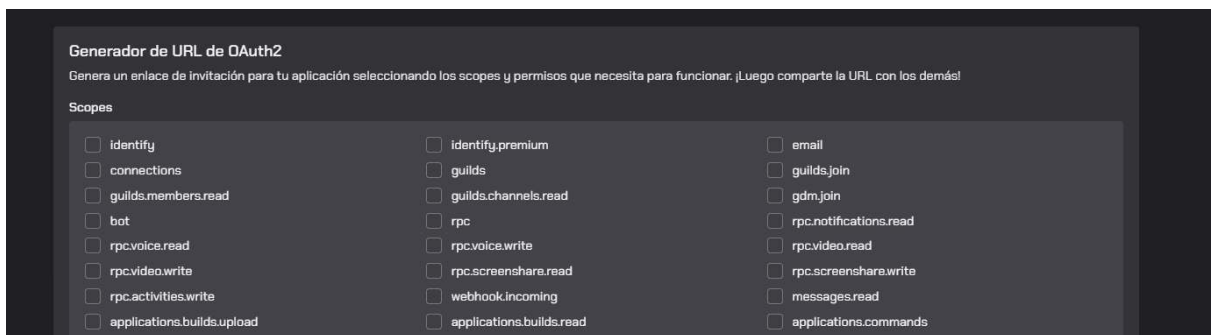 Generador de URL de OAuth2
Genera un enlace de invitación para tu aplicación seleccionando los scopes y permisos que necesita para funcionar. ¡Luego comparte la URL con los demás!
Scopes
identify identify.premium email
connections guilds guilds.join
guilds.members.read guilds.channels.read gdm.join
bot rpc rpc.notifications.read
rpc.voice.read rpc.voice.write rpc.video.read
rpc.video.write rpc.screenshare.read rpc.screenshare.write
rpc.activities.write webhook.incoming messages.read
applications.builds.upload applications.builds.read applications.commands